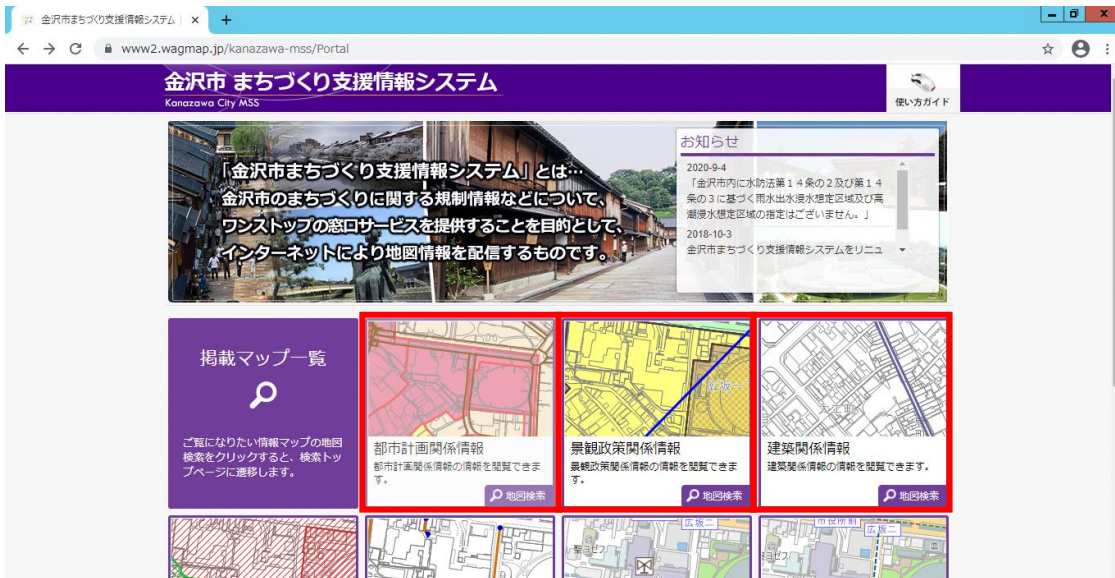 金沢市まちづくり支援情報システム
www2.wagmap.jp/kanazawa-mss/Portal
金沢市 まちづくり支援情報システム
Kanazawa City MSS
使い方ガイド
「金沢市まちづくり支援情報システム」とは…
金沢市のまちづくりに関する規制情報などについて、
ワンストップの窓口サービスを提供することを目的として、
インターネットにより地図情報を配信するものです。
お知らせ
2020-9-4
「金沢市内に水防法第14条の2及び第14
条の3に基づく雨水出水浸水想定区域及び高
潮浸水想定区域の指定はございません。」
2018-10-3
金沢市まちづくり支援情報システムをリニュ
掲載マップ一覧
ご覧になりたい情報マップの地図
検索をクリックすると、検索トッ
プページに遷移します。
都市計画関係情報
都市計画関係情報の情報を閲覧できま
す。
地図検索
広坂一
景観政策関係情報
景観政策関係情報の情報を閲覧できま
す。
地図検索
大工町
建築関係情報
建築関係情報の情報を閲覧できます。
地図検索
広坂二
市役所前
広坂二